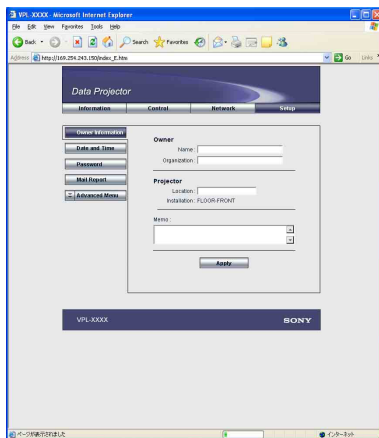 VPL-XXXX - Microsoft Internet Explorer
File Edit View Favorites Tools Help
Back Search Favorites
Address http://169.254.243.150/index_E.htm Go Links
Data Projector
Information Control Network Setup
Owner Information
Date and Time
Password
Mail Report
Advanced Menu
Owner
Name :
Organization :
Projector
Location :
Installation : FLOOR-FRONT
Memo :
Apply
VPL-XXXX SONY
ページが表示されました インターネット